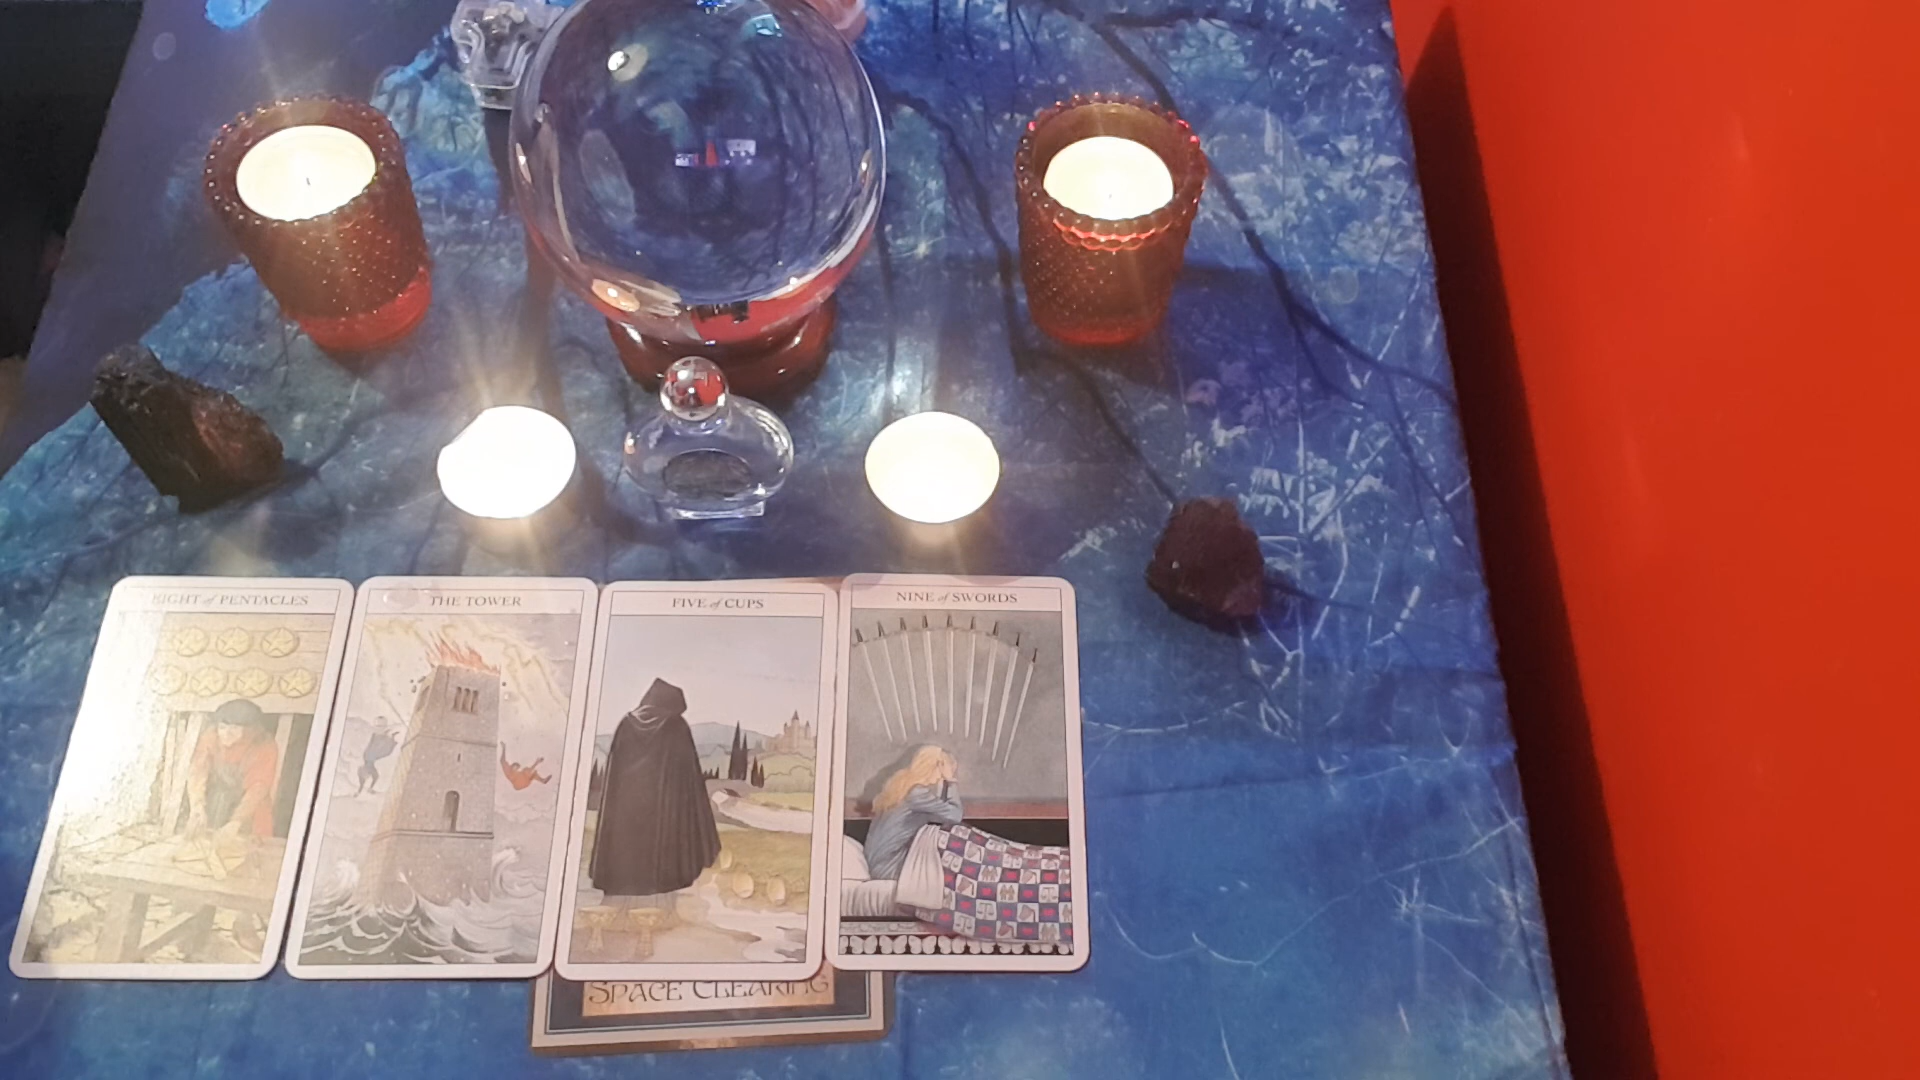 EIGHT of PENTACLES
THE TOWER
FIVE of CUPS
NINE of SWORDS
SPACE CLEARING